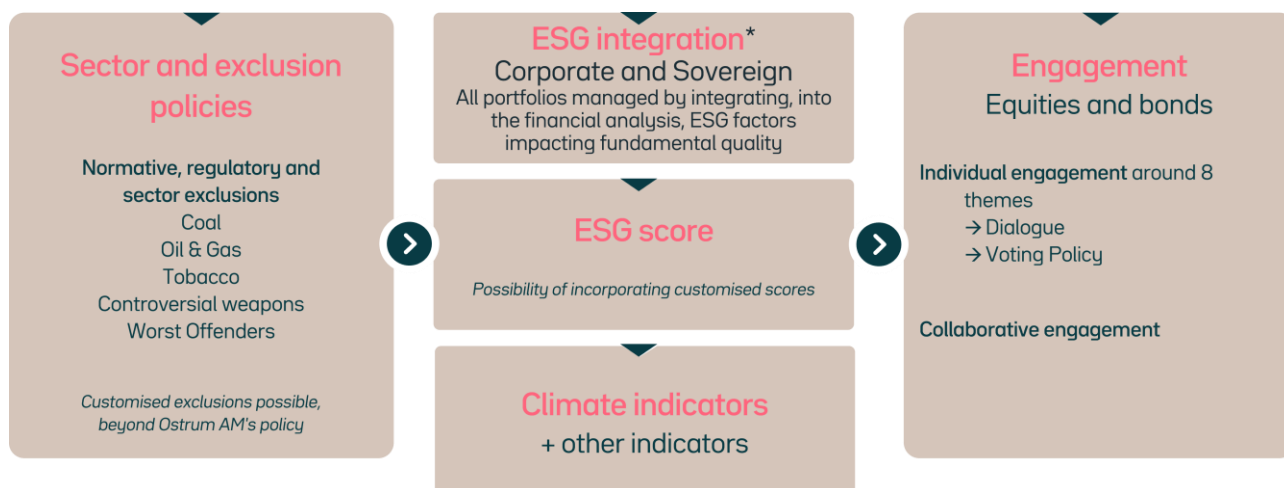 Sector and exclusion
policies
Normative, regulatory and
sector exclusions
Coal
Oil & Gas
Tobacco
Controversial weapons
Worst Offenders
Customised exclusions possible,
beyond Ostrum AM's policy
ESG integration*
Corporate and Sovereign
All portfolios managed by integrating, into
the financial analysis, ESG factors
impacting fundamental quality
ESG score
Possibility of incorporating customised scores
Climate indicators
+ other indicators
Engagement
Equities and bonds
Individual engagement around 8
themes
→ Dialogue
→ Voting Policy
Collaborative engagement